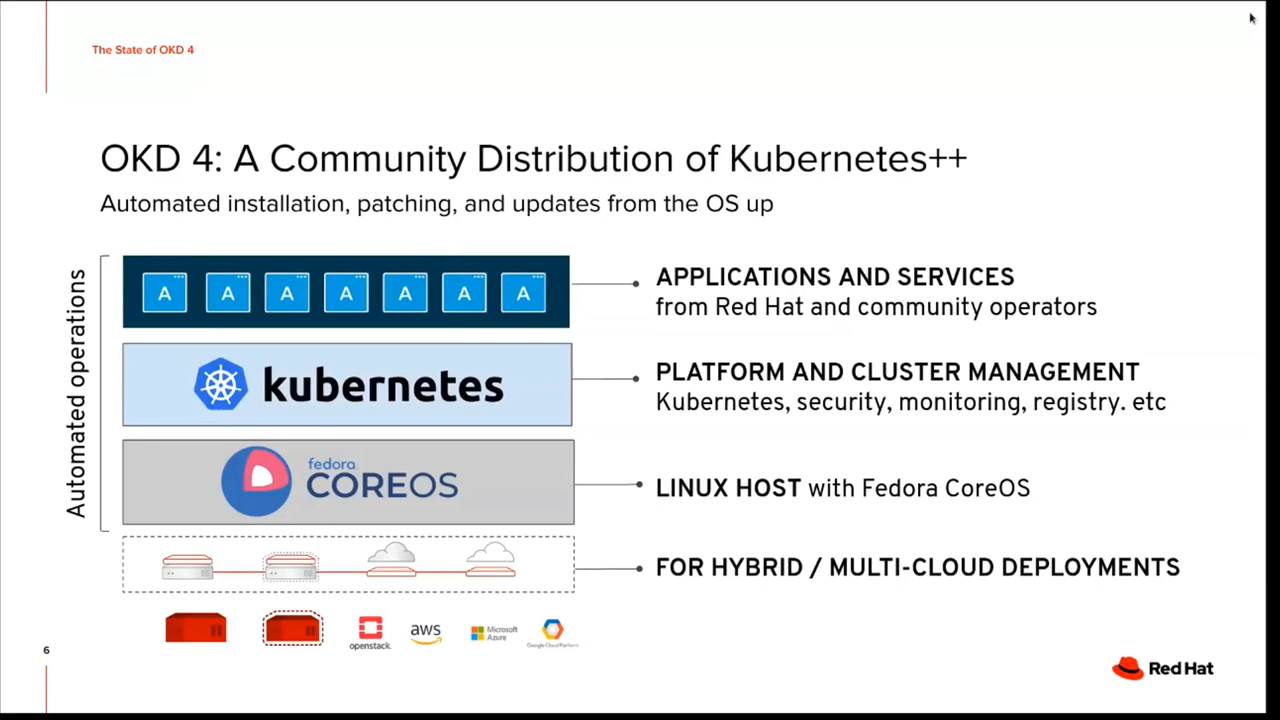 The State of OKD 4
OKD 4: A Community Distribution of Kubernetes++
Automated installation, patching, and updates from the OS up
Automated operations
A A A A A A A
APPLICATIONS AND SERVICES
from Red Hat and community operators
kubernetes
PLATFORM AND CLUSTER MANAGEMENT
Kubernetes, security, monitoring, registry. etc
fedora
COREOS
LINUX HOST with Fedora CoreOS
FOR HYBRID / MULTI-CLOUD DEPLOYMENTS
openstack.
aws
Microsoft
Azure
Google Cloud Platform
6
Red Hat